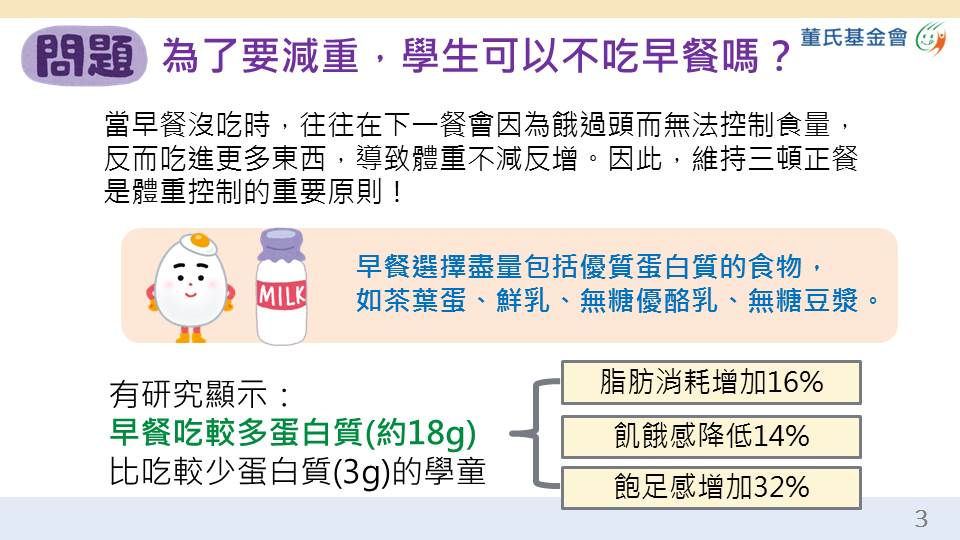 問題 為了要減重，學生可以不吃早餐嗎？
董氏基金會
當早餐沒吃時，往往在下一餐會因為餓過頭而無法控制食量，
反而吃進更多東西，導致體重不減反增。因此，維持三頓正餐
是體重控制的重要原則！
MILK
早餐選擇盡量包括優質蛋白質的食物，
如茶葉蛋、鮮乳、無糖優酪乳、無糖豆漿。
有研究顯示：
早餐吃較多蛋白質(約18g)
比吃較少蛋白質(3g)的學童
脂肪消耗增加16%
飢餓感降低14%
飽足感增加32%
3